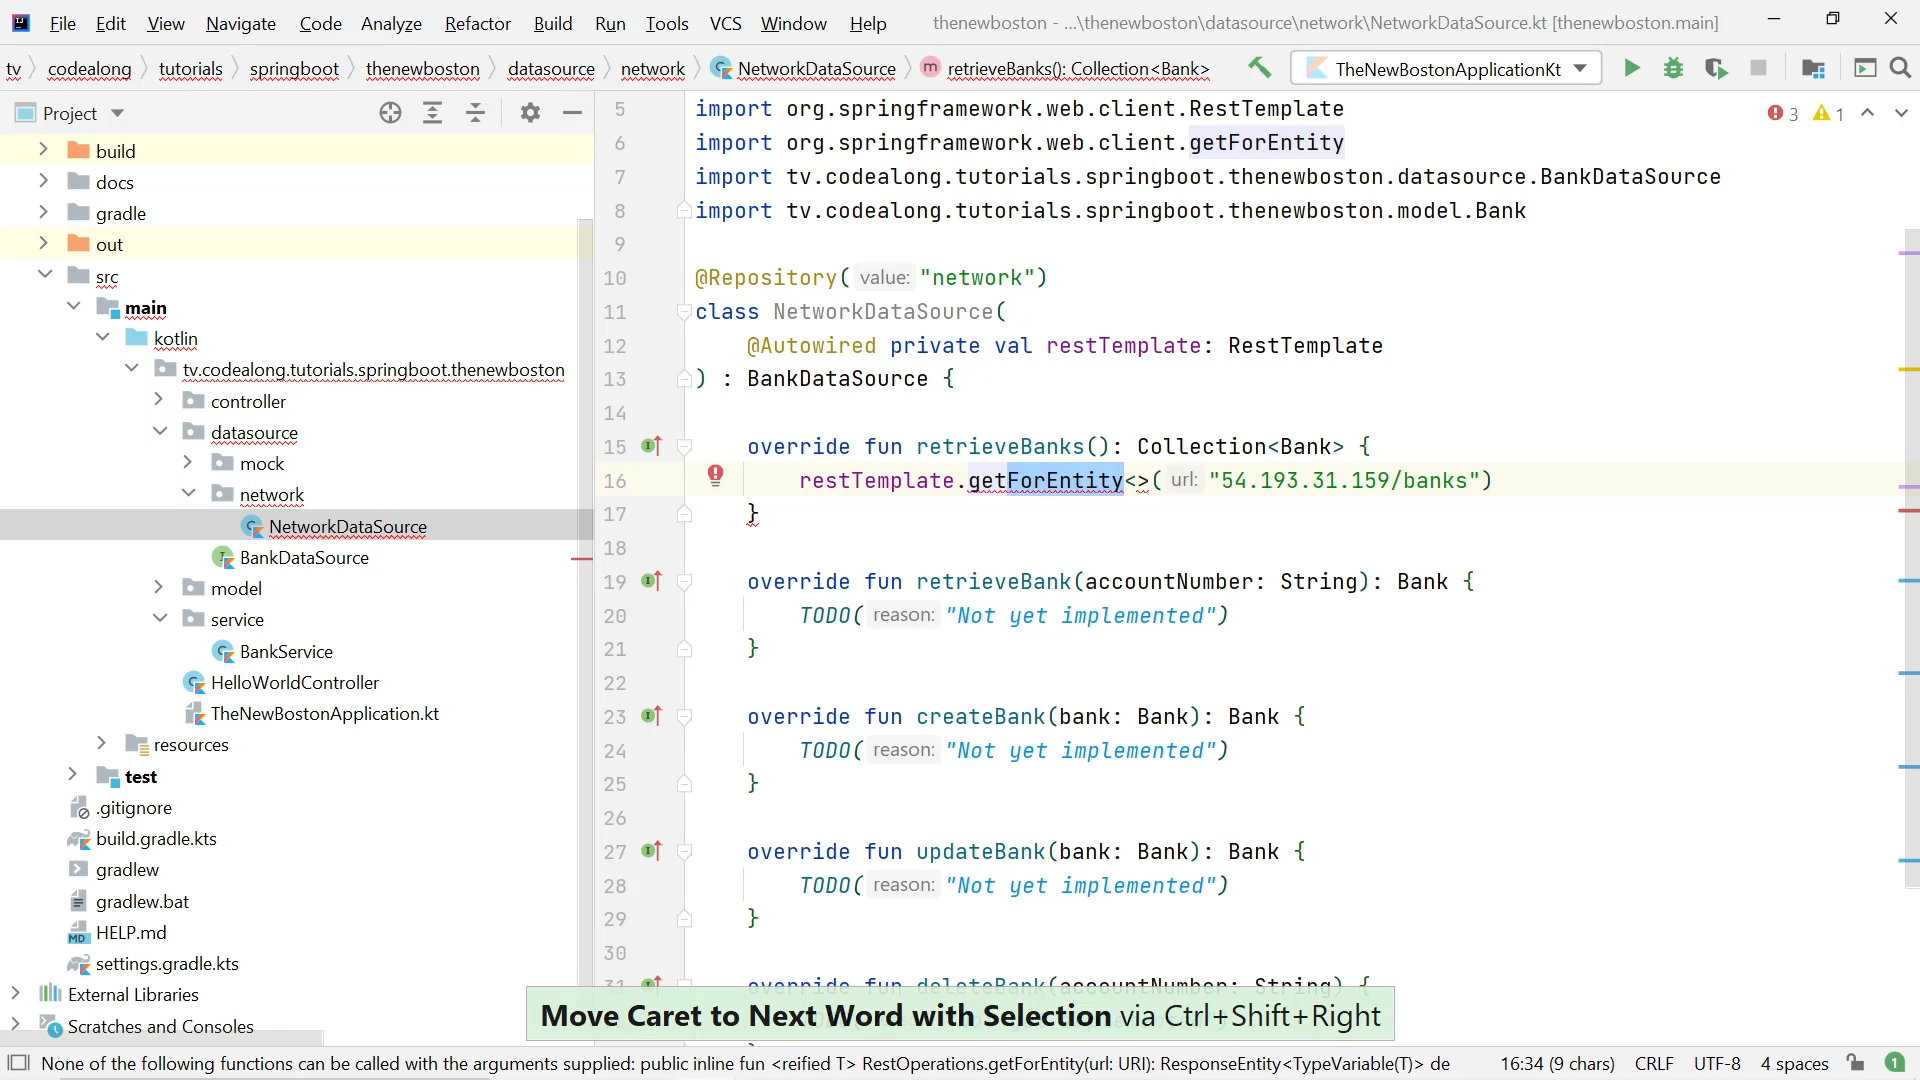 File Edit View Navigate Code Analyze Refactor Build Run Tools VCS Window Help thenewboston - ...\thenewboston\datasource\network\NetworkDataSource.kt [thenewboston.main]
tv codealong tutorials springboot thenewboston datasource network NetworkDataSource m retrieveBanks(): Collection<Bank> TheNewBostonApplicationKt
Project
build
docs
gradle
out
src
main
kotlin
tv.codealong.tutorials.springboot.thenewboston
controller
datasource
mock
network
NetworkDataSource
BankDataSource
model
service
BankService
HelloWorldController
TheNewBostonApplication.kt
resources
test
.gitignore
build.gradle.kts
gradlew
gradlew.bat
HELP.md
settings.gradle.kts
External Libraries
Scratches and Consoles
3 1
5 import org.springframework.web.client.RestTemplate
6 import org.springframework.web.client.getForEntity
7 import tv.codealong.tutorials.springboot.thenewboston.datasource.BankDataSource
8 import tv.codealong.tutorials.springboot.thenewboston.model.Bank
9
10 @Repository( value: "network")
11 class NetworkDataSource(
12 @Autowired private val restTemplate: RestTemplate
13 ) : BankDataSource {
14
15 override fun retrieveBanks(): Collection<Bank> {
16 restTemplate.getForEntity<>( url: "54.193.31.159/banks")
17 }
18
19 override fun retrieveBank(accountNumber: String): Bank {
20 TODO( reason: "Not yet implemented")
21 }
22
23 override fun createBank(bank: Bank): Bank {
24 TODO( reason: "Not yet implemented")
25 }
26
27 override fun updateBank(bank: Bank): Bank {
28 TODO( reason: "Not yet implemented")
29 }
30
31 override fun deleteBank(accountNumber: String) {
Move Caret to Next Word with Selection via Ctrl+Shift+Right
None of the following functions can be called with the arguments supplied: public inline fun <reified T> RestOperations.getForEntity(url: URI): ResponseEntity<TypeVariable(T)> de 16:34 (9 chars) CRLF UTF-8 4 spaces 1